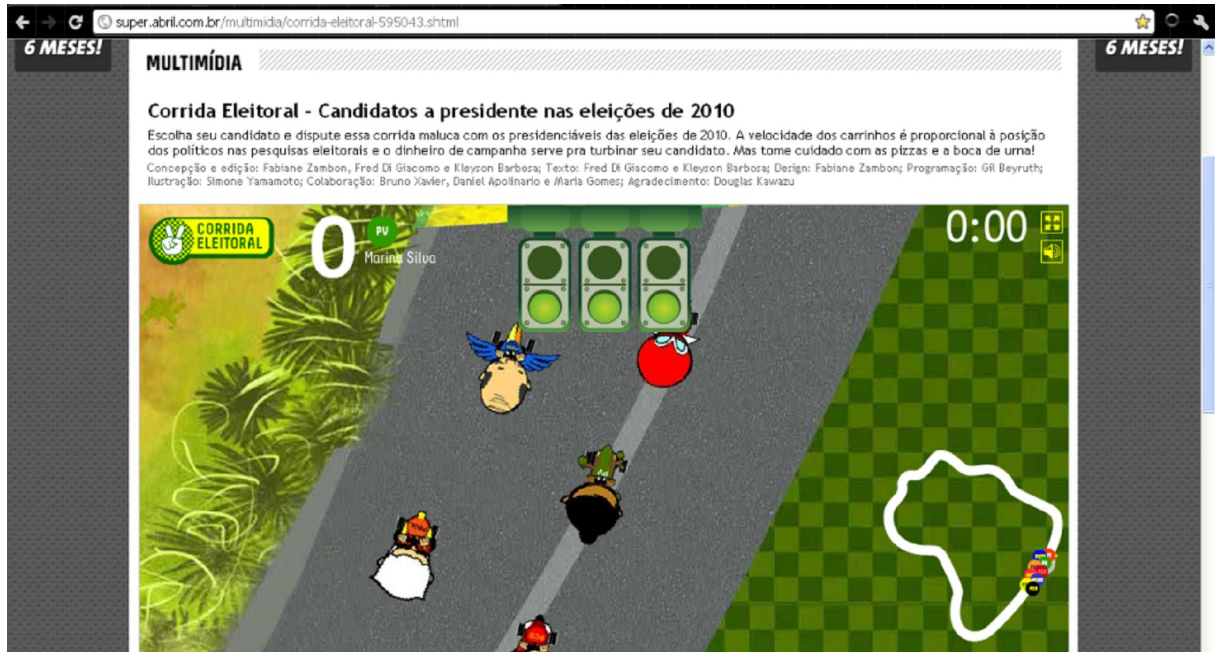 super.abril.com.br/multimidia/corrida-eleitoral-595043.shtml
6 MESES!
6 MESES!
MULTIMÍDIA
Corrida Eleitoral - Candidatos a presidente nas eleições de 2010
Escolha seu candidato e dispute essa corrida maluca com os presidenciáveis das eleições de 2010. A velocidade dos carrinhos é proporcional à posição
dos políticos nas pesquisas eleitorais e o dinheiro de campanha serve pra turbinar seu candidato. Mas tome cuidado com as pizzas e a boca de urna!
Concepção e edição: Fabiane Zambon, Fred Di Giacomo e Kleyson Barbosa; Texto: Fred Di Giacomo e Kleyson Barbosa; Design: Fabiane Zambon; Programação: Gil Beyruth;
Ilustração: Simone Yamamoto; Colaboração: Bruno Xavier, Daniel Apolinario e Maria Gomes; Agradecimento: Douglas Kawazu
CORRIDA
ELEITORAL
0
PV
Marina Silva
0:00